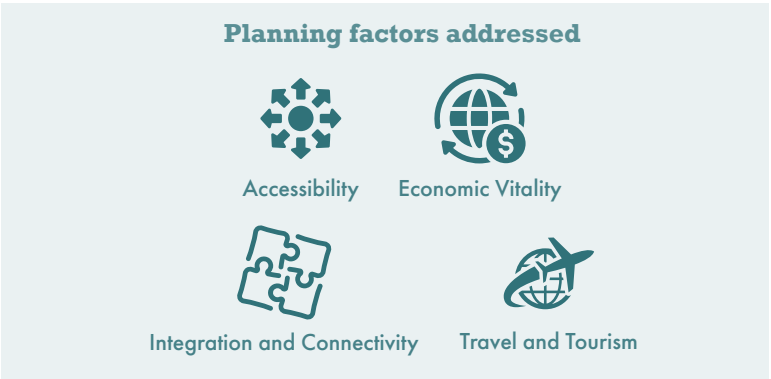 Planning factors addressed
$
Accessibility
Economic Vitality
Integration and Connectivity
Travel and Tourism